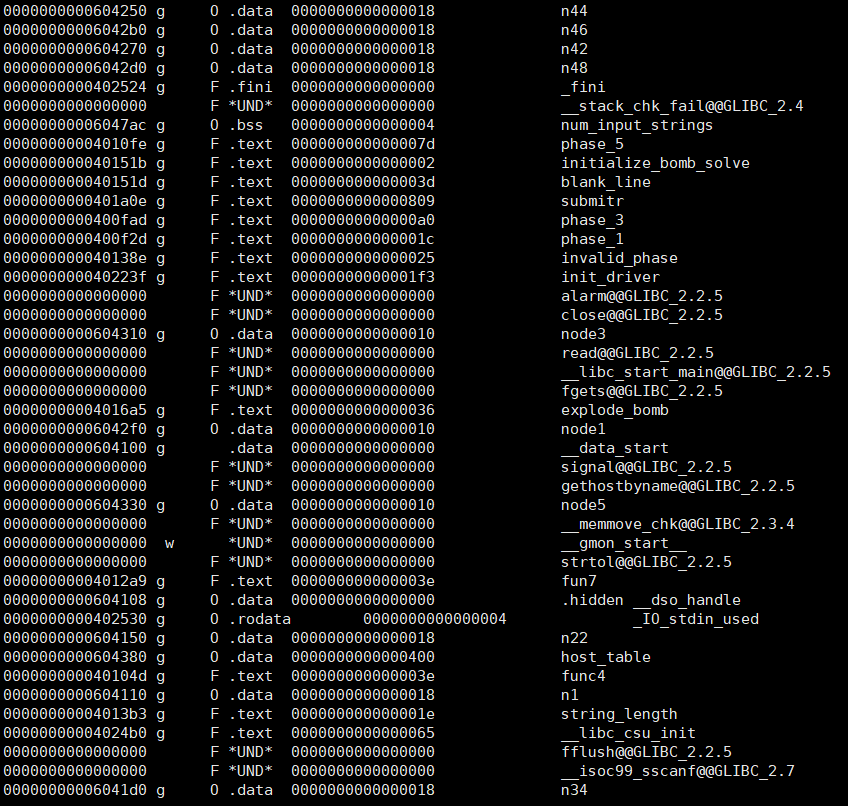 0000000000604250 g     O .data  0000000000000018              n44
00000000006042b0 g     O .data  0000000000000018              n46
0000000000604270 g     O .data  0000000000000018              n42
00000000006042d0 g     O .data  0000000000000018              n48
0000000000402524 g     F .fini  0000000000000000              _fini
0000000000000000       F *UND*  0000000000000000              __stack_chk_fail@@GLIBC_2.4
00000000006047ac g     O .bss   0000000000000004              num_input_strings
00000000004010fe g     F .text  000000000000007d              phase_5
000000000040151b g     F .text  0000000000000002              initialize_bomb_solve
000000000040151d g     F .text  000000000000003d              blank_line
0000000000401a0e g     F .text  0000000000000809              submitr
0000000000400fad g     F .text  00000000000000a0              phase_3
0000000000400f2d g     F .text  000000000000001c              phase_1
000000000040138e g     F .text  0000000000000025              invalid_phase
000000000040223f g     F .text  00000000000001f3              init_driver
0000000000000000       F *UND*  0000000000000000              alarm@@GLIBC_2.2.5
0000000000000000       F *UND*  0000000000000000              close@@GLIBC_2.2.5
0000000000604310 g     O .data  0000000000000010              node3
0000000000000000       F *UND*  0000000000000000              read@@GLIBC_2.2.5
0000000000000000       F *UND*  0000000000000000              __libc_start_main@@GLIBC_2.2.5
0000000000000000       F *UND*  0000000000000000              fgets@@GLIBC_2.2.5
00000000004016a5 g     F .text  0000000000000036              explode_bomb
00000000006042f0 g     O .data  0000000000000010              node1
0000000000604100 g       .data  0000000000000000              __data_start
0000000000000000       F *UND*  0000000000000000              signal@@GLIBC_2.2.5
0000000000000000       F *UND*  0000000000000000              gethostbyname@@GLIBC_2.2.5
0000000000604330 g     O .data  0000000000000010              node5
0000000000000000       F *UND*  0000000000000000              __memmove_chk@@GLIBC_2.3.4
0000000000000000  w      *UND*  0000000000000000              __gmon_start__
0000000000000000       F *UND*  0000000000000000              strtol@@GLIBC_2.2.5
00000000004012a9 g     F .text  000000000000003e              fun7
0000000000604108 g     O .data  0000000000000000              .hidden __dso_handle
0000000000402530 g     O .rodata        0000000000000004              _IO_stdin_used
0000000000604150 g     O .data  0000000000000018              n22
0000000000604380 g     O .data  0000000000000400              host_table
000000000040104d g     F .text  000000000000003e              func4
0000000000604110 g     O .data  0000000000000018              n1
00000000004013b3 g     F .text  000000000000001e              string_length
00000000004024b0 g     F .text  0000000000000065              __libc_csu_init
0000000000000000       F *UND*  0000000000000000              fflush@@GLIBC_2.2.5
0000000000000000       F *UND*  0000000000000000              __isoc99_sscanf@@GLIBC_2.7
00000000006041d0 g     O .data  0000000000000018              n34